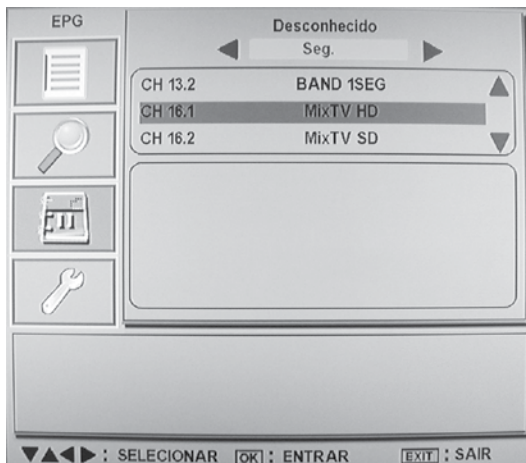 EPG
Desconhecido
Seg.
CH 13.2 BAND 1SEG
CH 16.1 MixTV HD
CH 16.2 MixTV SD
: SELECIONAR OK : ENTRAR EXIT : SAIR